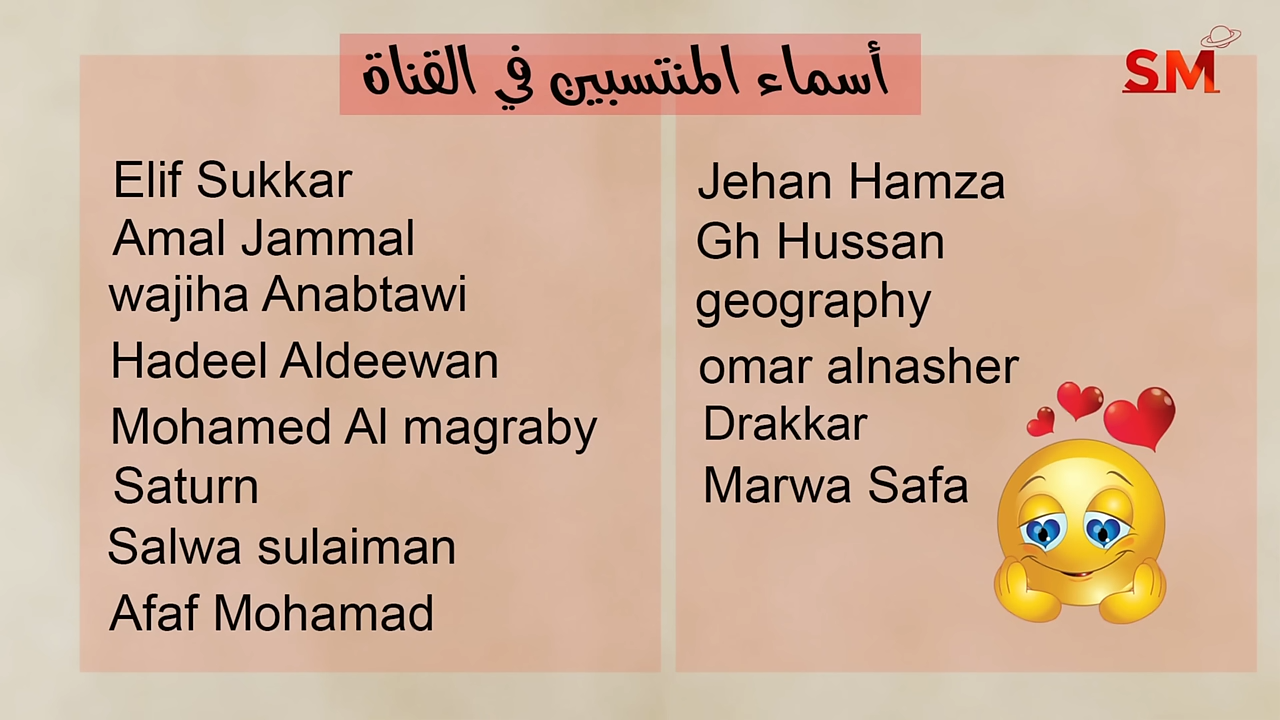 أسماء المنتسبين في القناة
SM
Elif Sukkar
Amal Jammal
wajiha Anabtawi
Hadeel Aldeewan
Mohamed Al magraby
Saturn
Salwa sulaiman
Afaf Mohamad
Jehan Hamza
Gh Hussan
geography
omar alnasher
Drakkar
Marwa Safa